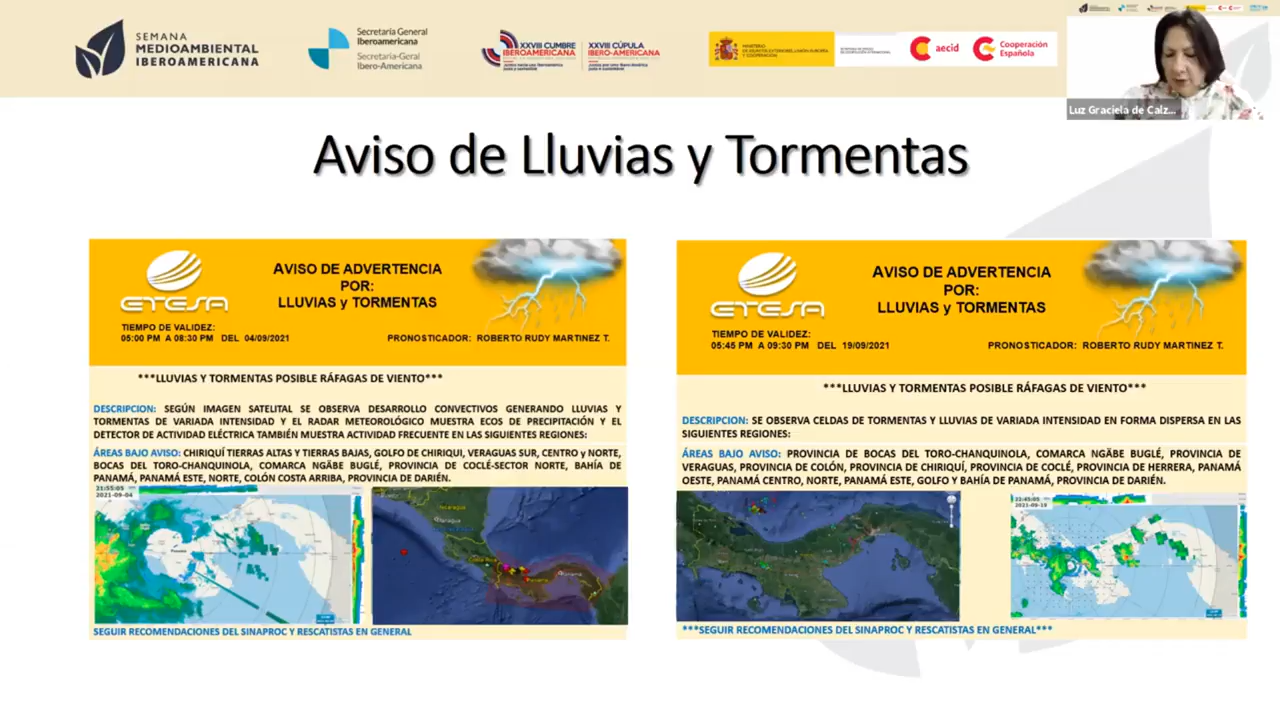 SEMANA
MEDIOAMBIENTAL
IBEROAMERICANA
Secretaría General
Iberoamericana
Secretaria-Geral
Ibero-Americana
XXVIII CUMBRE
IBEROAMERICANA
XXVIII CÚPULA
IBERO-AMERICANA
aecid
Cooperación
Española
Luz Graciela de Calz...
Aviso de Lluvias y Tormentas
ETESA
AVISO DE ADVERTENCIA
POR:
LLUVIAS y TORMENTAS
TIEMPO DE VALIDEZ:
05:00 PM A 08:30 PM DEL 04/09/2021
PRONOSTICADOR: ROBERTO RUDY MARTINEZ T.
***LLUVIAS Y TORMENTAS POSIBLE RÁFAGAS DE VIENTO***
DESCRIPCION: SEGÚN IMAGEN SATELITAL SE OBSERVA DESARROLLO CONVECTIVOS GENERANDO LLUVIAS Y
TORMENTAS DE VARIADA INTENSIDAD Y EL RADAR METEOROLÓGICO MUESTRA ECOS DE PRECIPITACIÓN Y EL
DETECTOR DE ACTIVIDAD ELÉCTRICA TAMBIÉN MUESTRA ACTIVIDAD FRECUENTE EN LAS SIGUIENTES REGIONES:
ÁREAS BAJO AVISO: CHIRIQUÍ TIERRAS ALTAS Y TIERRAS BAJAS, GOLFO DE CHIRIQUI, VERAGUAS SUR, CENTRO y NORTE,
BOCAS DEL TORO-CHANQUINOLA, COMARCA NGÄBE BUGLÉ, PROVINCIA DE COCLÉ-SECTOR NORTE, BAHÍA DE
PANAMÁ, PANAMÁ ESTE, NORTE, COLÓN COSTA ARRIBA, PROVINCIA DE DARIÉN.
21:55:05
2021-09-04
Nicaragua
Panama
SEGUIR RECOMENDACIONES DEL SINAPROC Y RESCATISTAS EN GENERAL
ETESA
AVISO DE ADVERTENCIA
POR:
LLUVIAS y TORMENTAS
TIEMPO DE VALIDEZ:
05:45 PM A 09:30 PM DEL 19/09/2021
PRONOSTICADOR: ROBERTO RUDY MARTINEZ T.
***LLUVIAS Y TORMENTAS POSIBLE RÁFAGAS DE VIENTO***
DESCRIPCION: SE OBSERVA CELDAS DE TORMENTAS Y LLUVIAS DE VARIADA INTENSIDAD EN FORMA DISPERSA EN LAS
SIGUIENTES REGIONES:
ÁREAS BAJO AVISO: PROVINCIA DE BOCAS DEL TORO-CHANQUINOLA, COMARCA NGÄBE BUGLÉ, PROVINCIA DE
VERAGUAS, PROVINCIA DE COLÓN, PROVINCIA DE CHIRIQUÍ, PROVINCIA DE COCLÉ, PROVINCIA DE HERRERA, PANAMÁ
OESTE, PANAMÁ CENTRO, NORTE, PANAMÁ ESTE, GOLFO Y BAHÍA DE PANAMÁ, PROVINCIA DE DARIÉN.
***SEGUIR RECOMENDACIONES DEL SINAPROC Y RESCATISTAS EN GENERAL***